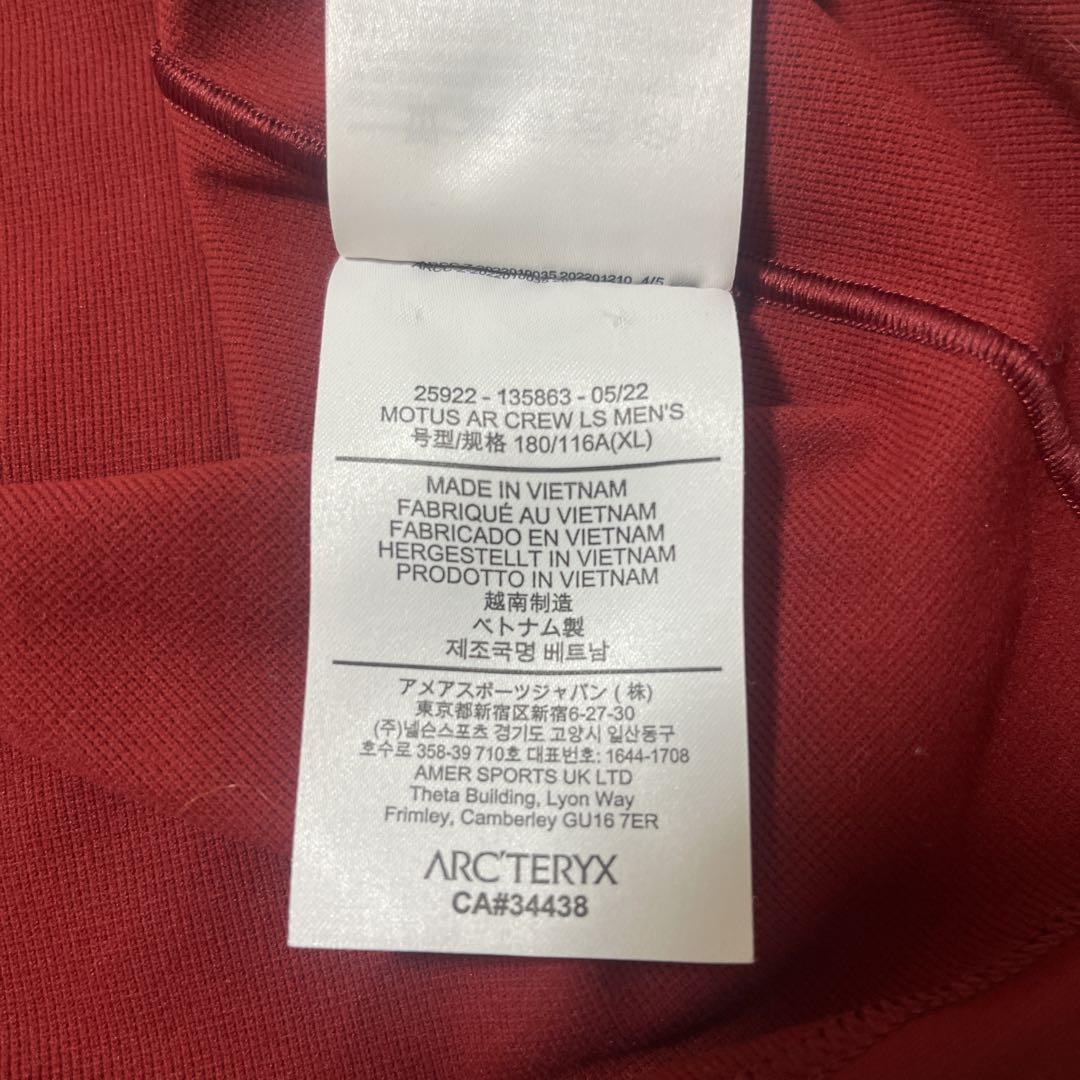 202201210 4/5
25922 - 135863 - 05/22
MOTUS AR CREW LS MEN'S
号型/规格 180/116A(XL)
MADE IN VIETNAM
FABRIQUÉ AU VIETNAM
FABRICADO EN VIETNAM
HERGESTELLT IN VIETNAM
PRODOTTO IN VIETNAM
越南制造
ベトナム製
제조국명 베트남
アメアスポーツジャパン ( 株)
東京都新宿区新宿6-27-30
(주)넬슨스포츠 경기도 고양시 일산동구
호수로 358-39 710호 대표번호: 1644-1708
AMER SPORTS UK LTD
Theta Building, Lyon Way
Frimley, Camberley GU16 7ER
ARC'TERYX
CA#34438